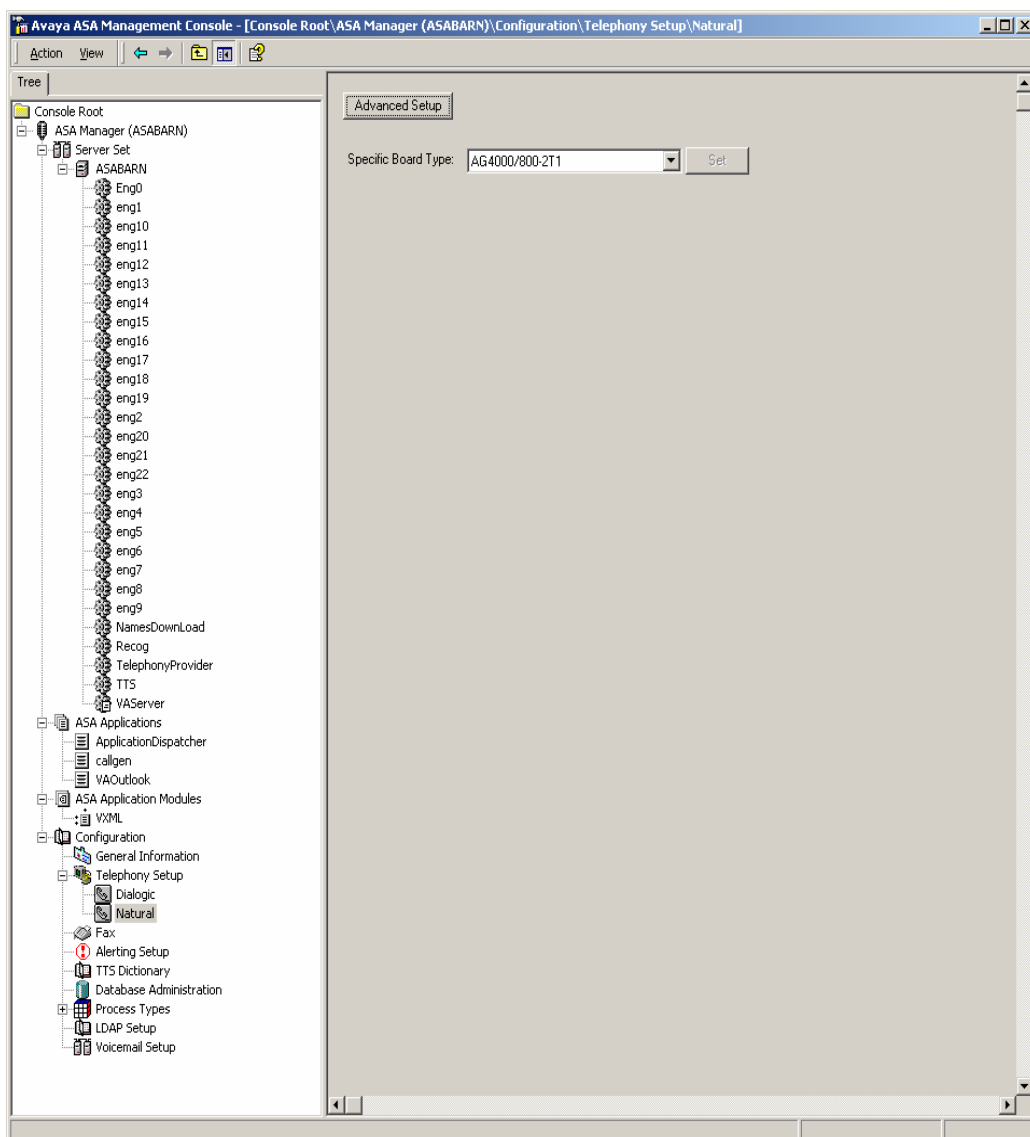 Avaya ASA Management Console - [Console Root\ASA Manager (ASABARN)\Configuration\Telephony Setup\Natural]
Action View
Tree
Console Root
ASA Manager (ASABARN)
Server Set
ASABARN
Eng0
eng1
eng10
eng11
eng12
eng13
eng14
eng15
eng16
eng17
eng18
eng19
eng2
eng20
eng21
eng22
eng3
eng4
eng5
eng6
eng7
eng8
eng9
NamesDownLoad
Recog
TelephonyProvider
TTS
VAServer
ASA Applications
ApplicationDispatcher
callgen
VAOutlook
ASA Application Modules
VXML
Configuration
General Information
Telephony Setup
Dialogic
Natural
Fax
Alerting Setup
TTS Dictionary
Database Administration
Process Types
LDAP Setup
Voicemail Setup
Advanced Setup
Specific Board Type: AG4000/800-2T1 Set